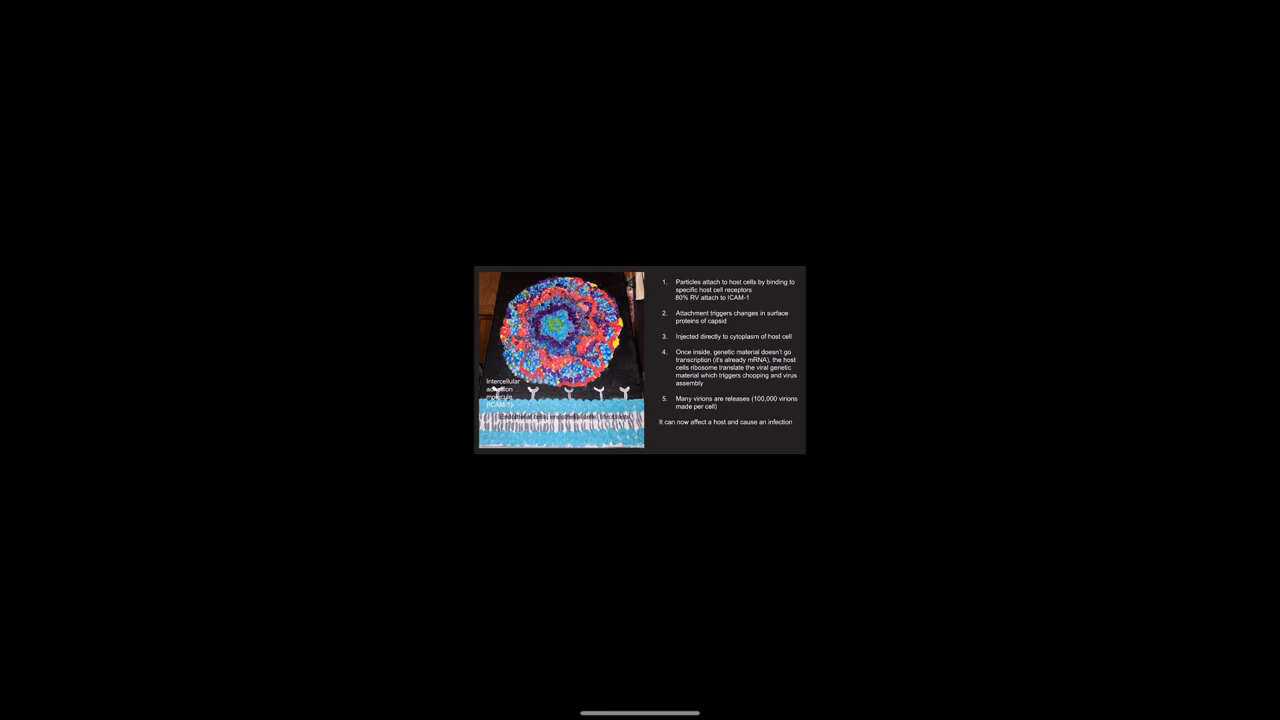 Intercellular
adhesion
molecule
(ICAM-1)
cells,
1. Particles attach to host cells by binding to
specific host cell receptors
80% RV attach to ICAM-1
2. Attachment triggers changes in surface
proteins of capsid
3. Injected directly to cytoplasm of host cell
4. Once inside, genetic material doesn't go
transcription (it's already mRNA), the host
cells ribosome translate the viral genetic
material which triggers chopping and virus
assembly
5. Many virions are releases (100,000 virions
made per cell)
It can now affect a host and cause an infection